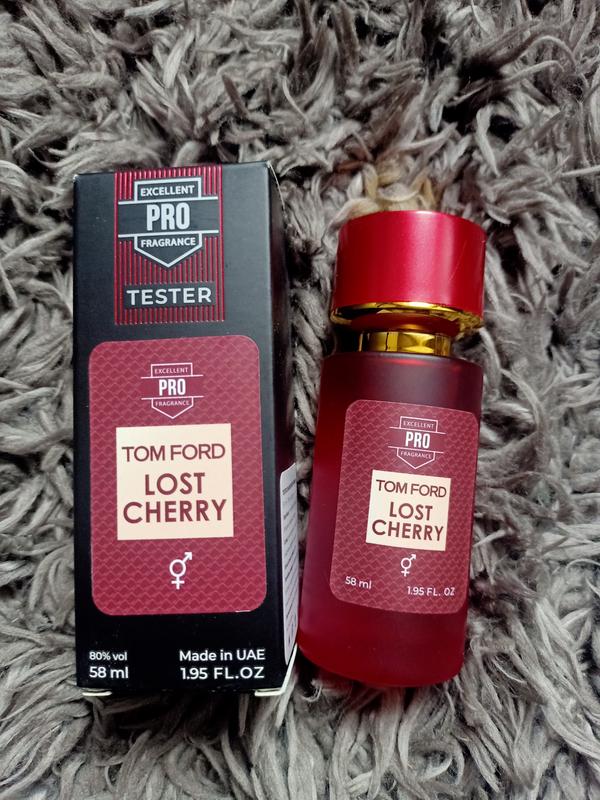 EXCELLENT
PRO
FRAGRANCE
TESTER
EXCELLENT
PRO
FRAGRANCE
TOM FORD
LOST
CHERRY
80% vol
58 ml
Made in UAE
1.95 FL.OZ
EXCELLENT
PRO
FRAGRANCE
TOM FORD
LOST
CHERRY
58 ml
1.95 FL. OZ